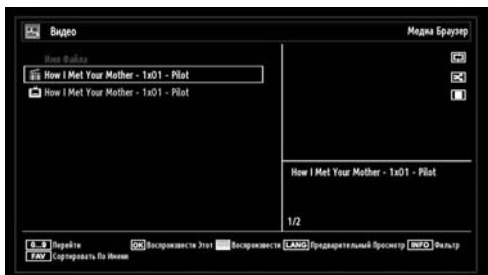 Видео
Медиа Браузер
Имя Файла
How I Met Your Mother - 1x01 - Pilot
How I Met Your Mother - 1x01 - Pilot
How I Met Your Mother - 1x01 - Pilot
1/2
0...9 Перейти OK Воспроизвести Этот Воспроизвести LANG Предварительный Просмотр INFO Фильтр
FAV Сортировать По Имени